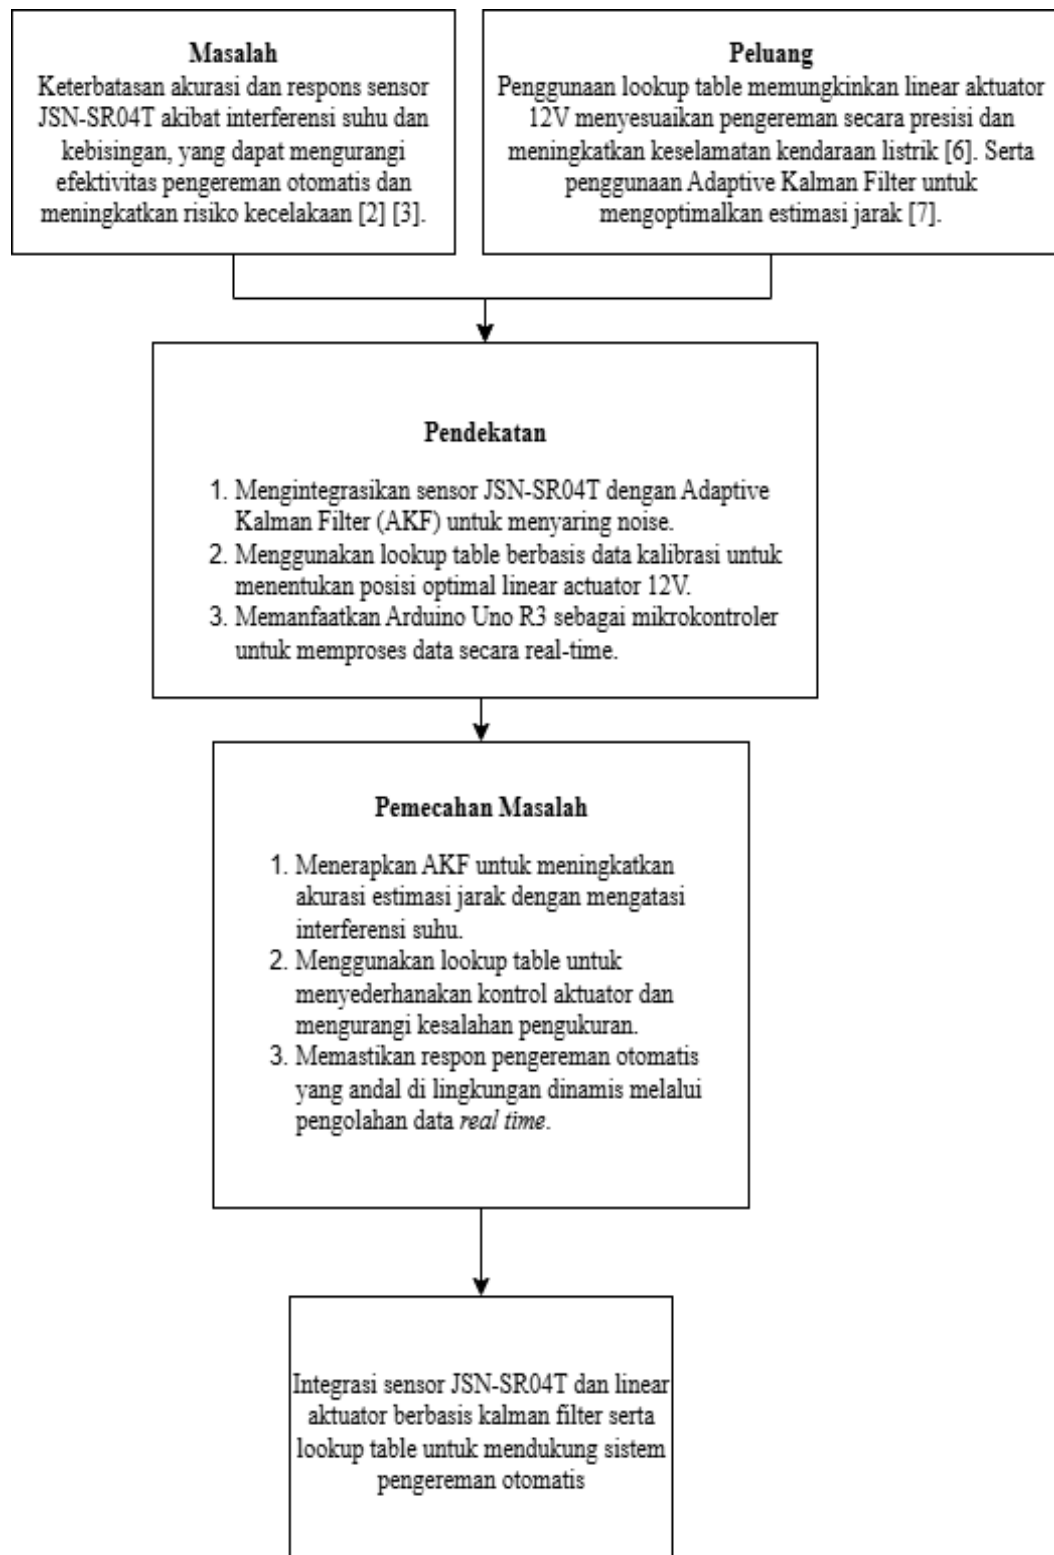 Masalah
Keterbatasan akurasi dan respons sensor
JSN-SR04T akibat interferensi suhu dan
kebisingan, yang dapat mengurangi
efektivitas pengereman otomatis dan
meningkatkan risiko kecelakaan [2] [3].
Peluang
Penggunaan lookup table memungkinkan linear aktuator
12V menyesuaikan pengereman secara presisi dan
meningkatkan keselamatan kendaraan listrik [6]. Serta
penggunaan Adaptive Kalman Filter untuk
mengoptimalkan estimasi jarak [7].
Pendekatan
1. Mengintegrasikan sensor JSN-SR04T dengan Adaptive
Kalman Filter (AKF) untuk menyaring noise.
2. Menggunakan lookup table berbasis data kalibrasi untuk
menentukan posisi optimal linear actuator 12V.
3. Memanfaatkan Arduino Uno R3 sebagai mikrokontroler
untuk memproses data secara real-time.
Pemecahan Masalah
1. Menerapkan AKF untuk meningkatkan
akurasi estimasi jarak dengan mengatasi
interferensi suhu.
2. Menggunakan lookup table untuk
menyederhanakan kontrol aktuator dan
mengurangi kesalahan pengukuran.
3. Memastikan respon pengereman otomatis
yang andal di lingkungan dinamis melalui
pengolahan data real time.
Integrasi sensor JSN-SR04T dan linear
aktuator berbasis kalman filter serta
lookup table untuk mendukung sistem
pengereman otomatis